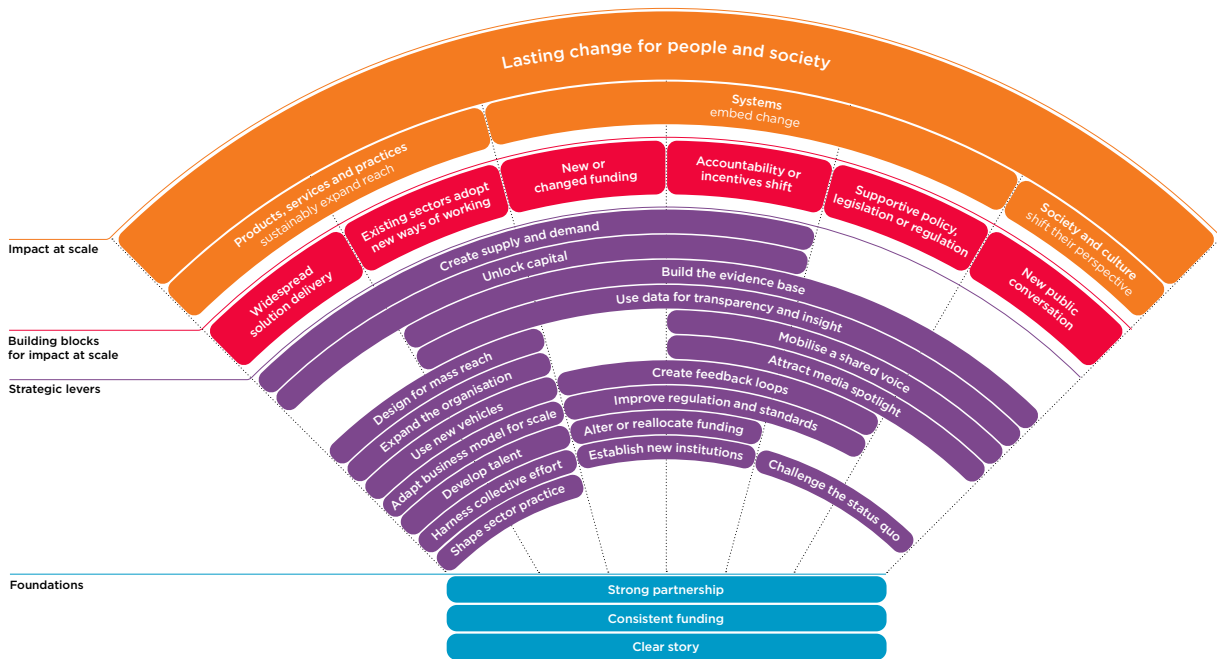 Lasting change for people and society
Systems
embed change
Products, services and practices
sustainably expand reach
Society and culture
shift their perspective
Impact at scale
Widespread
solution delivery
Existing sectors adopt
new ways of working
New or
changed funding
Accountability or
incentives shift
Supportive policy,
legislation or regulation
New public
conversation
Building blocks
for impact at scale
Strategic levers
Create supply and demand
Unlock capital
Build the evidence base
Use data for transparency and insight
Mobilise a shared voice
Attract media spotlight
Design for mass reach
Expand the organisation
Use new vehicles
Adapt business model for scale
Develop talent
Harness collective effort
Shape sector practice
Create feedback loops
Improve regulation and standards
Alter or reallocate funding
Establish new institutions
Challenge the status quo
Foundations
Strong partnership
Consistent funding
Clear story